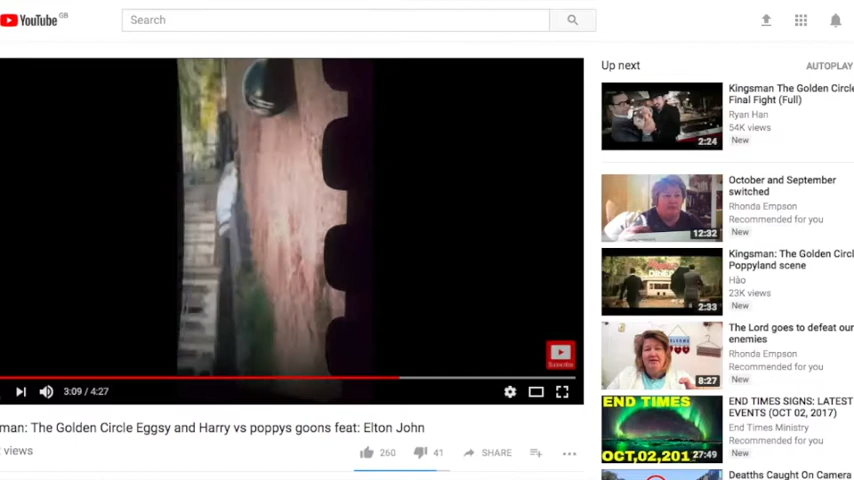 YouTube GB
Search
Up next
AUTOPLAY
Kingsman The Golden Circle
Final Fight (Full)
Ryan Han
54K views
New
2:24
October and September
switched
Rhonda Empson
Recommended for you
New
12:32
Kingsman: The Golden Circl
Poppyland scene
Hào
23K views
New
2:33
The Lord goes to defeat our
enemies
Rhonda Empson
Recommended for you
New
8:27
END TIMES SIGNS: LATEST
EVENTS (OCT 02, 2017)
End Times Ministry
Recommended for you
New
END TIMES
OCT,02,201
27:49
Deatths Caught On Camera
Subscribe
3:09 / 4:27
man: The Golden Circle Eggsy and Harry vs poppys goons feat: Elton John
views
260
41
SHARE